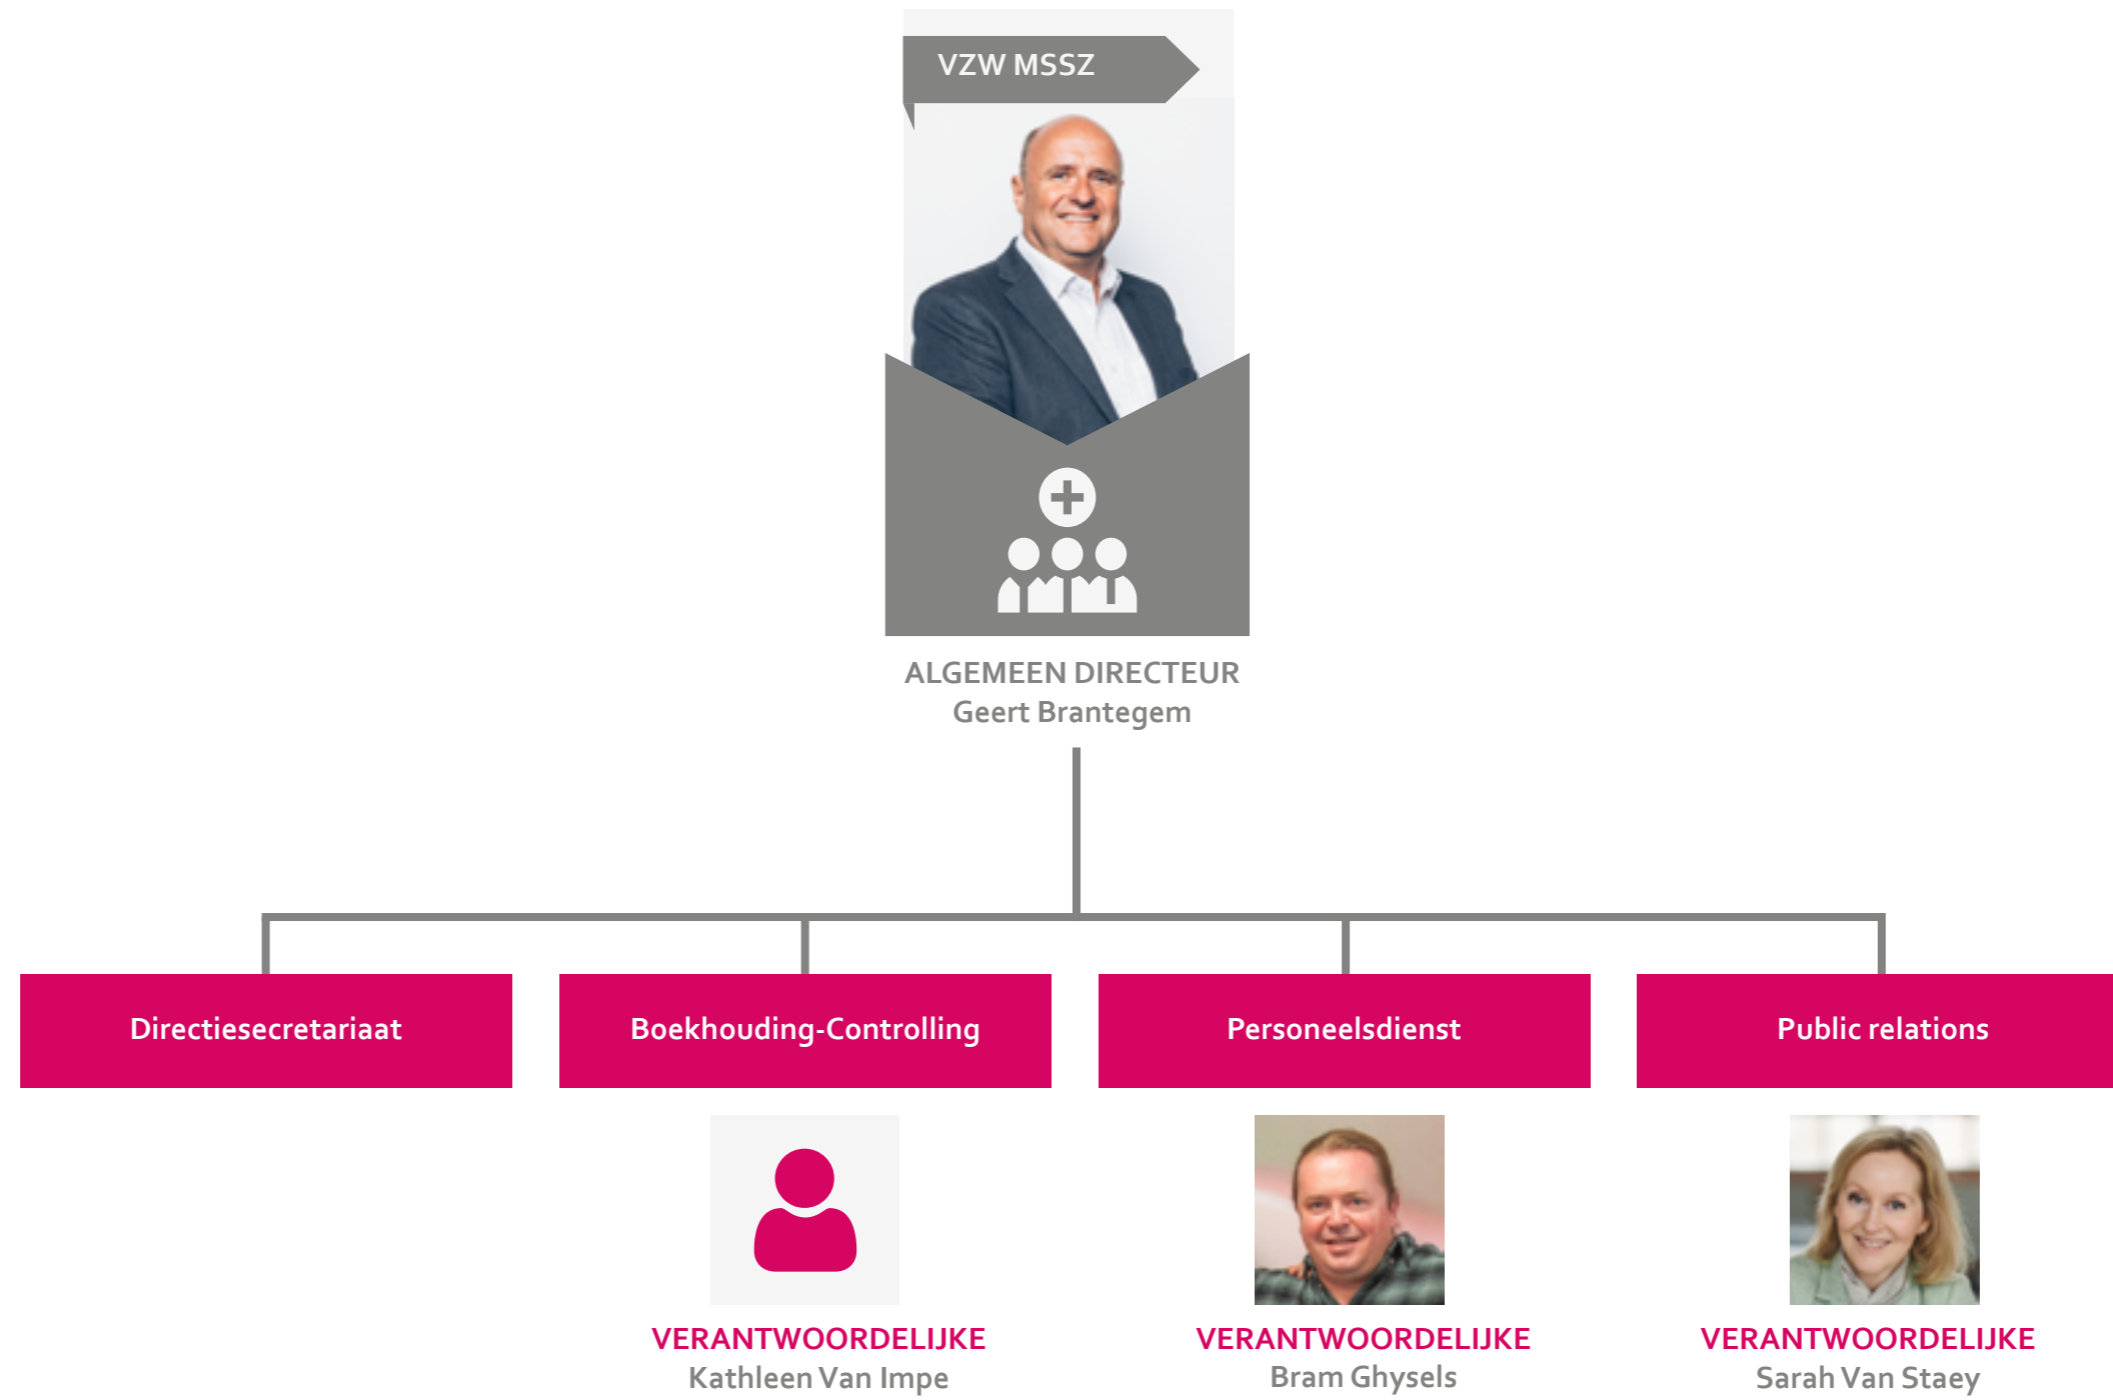 VZW MSSZ
ALGEMEEN DIRECTEUR
Geert Brantegem
Directiesecretariaat
Boekhouding-Controlling
Personeelsdienst
Public relations
VERANTWOORDELIJKE
Kathleen Van Impe
VERANTWOORDELIJKE
Bram Ghysels
VERANTWOORDELIJKE
Sarah Van Staey